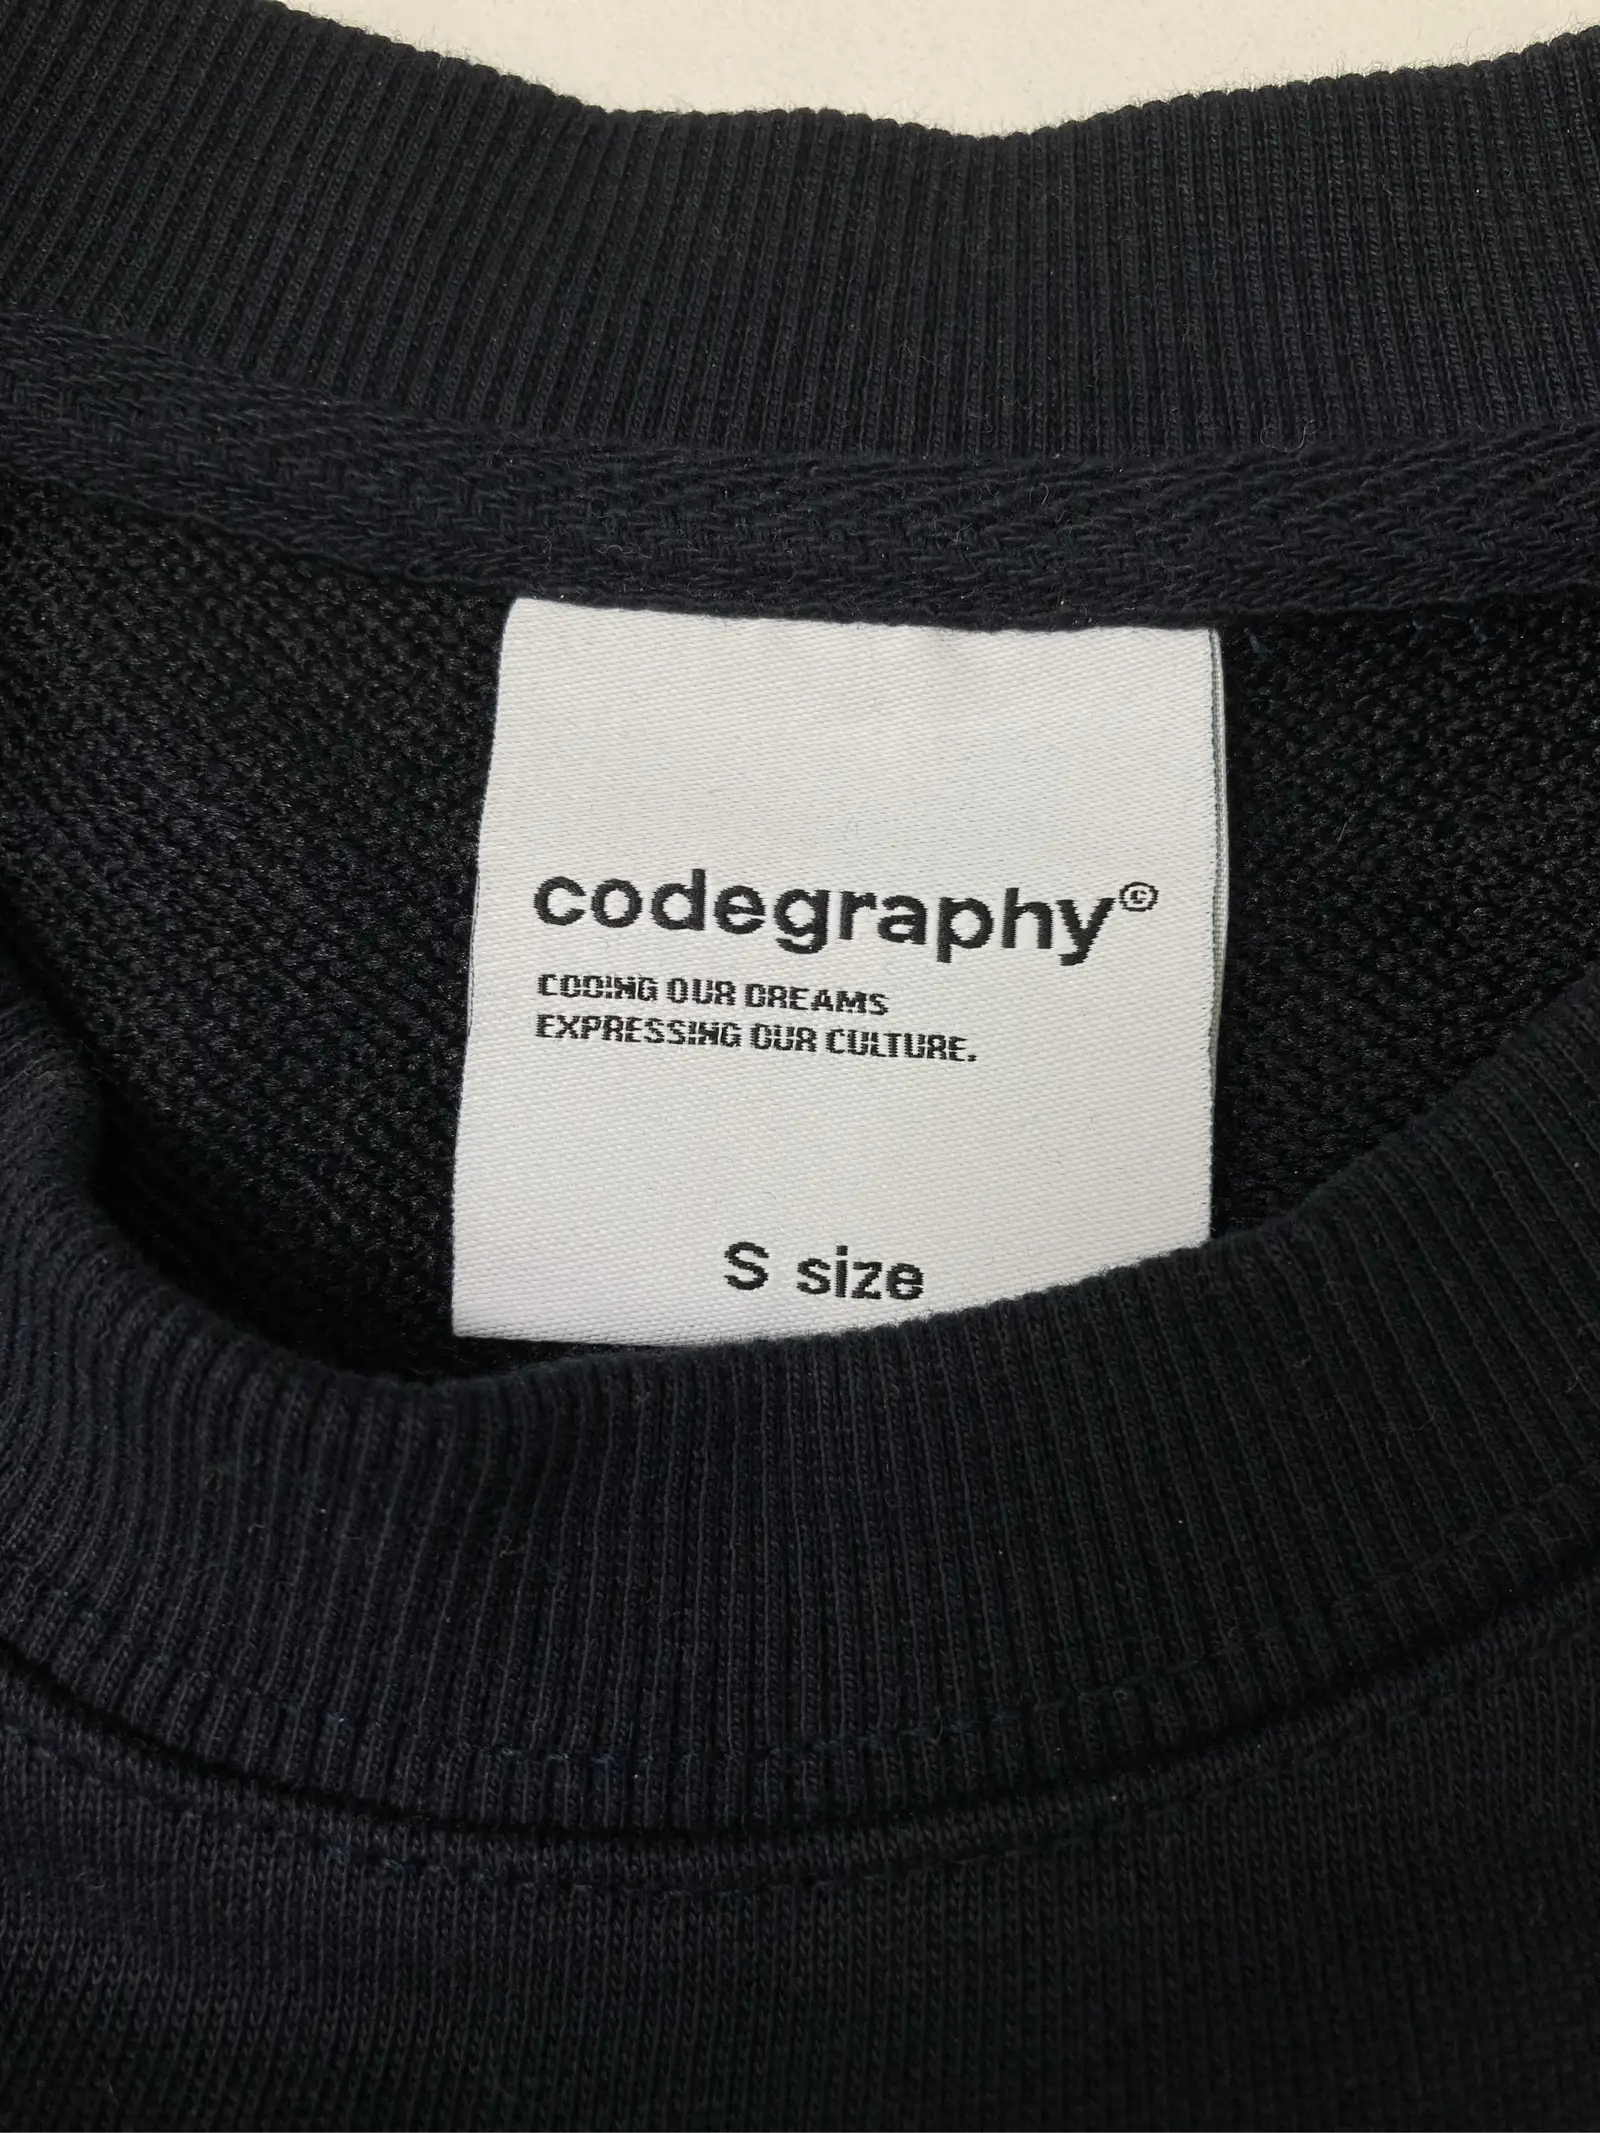 codegraphy©
CODING OUR DREAMS
EXPRESSING OUR CULTURE.
S size